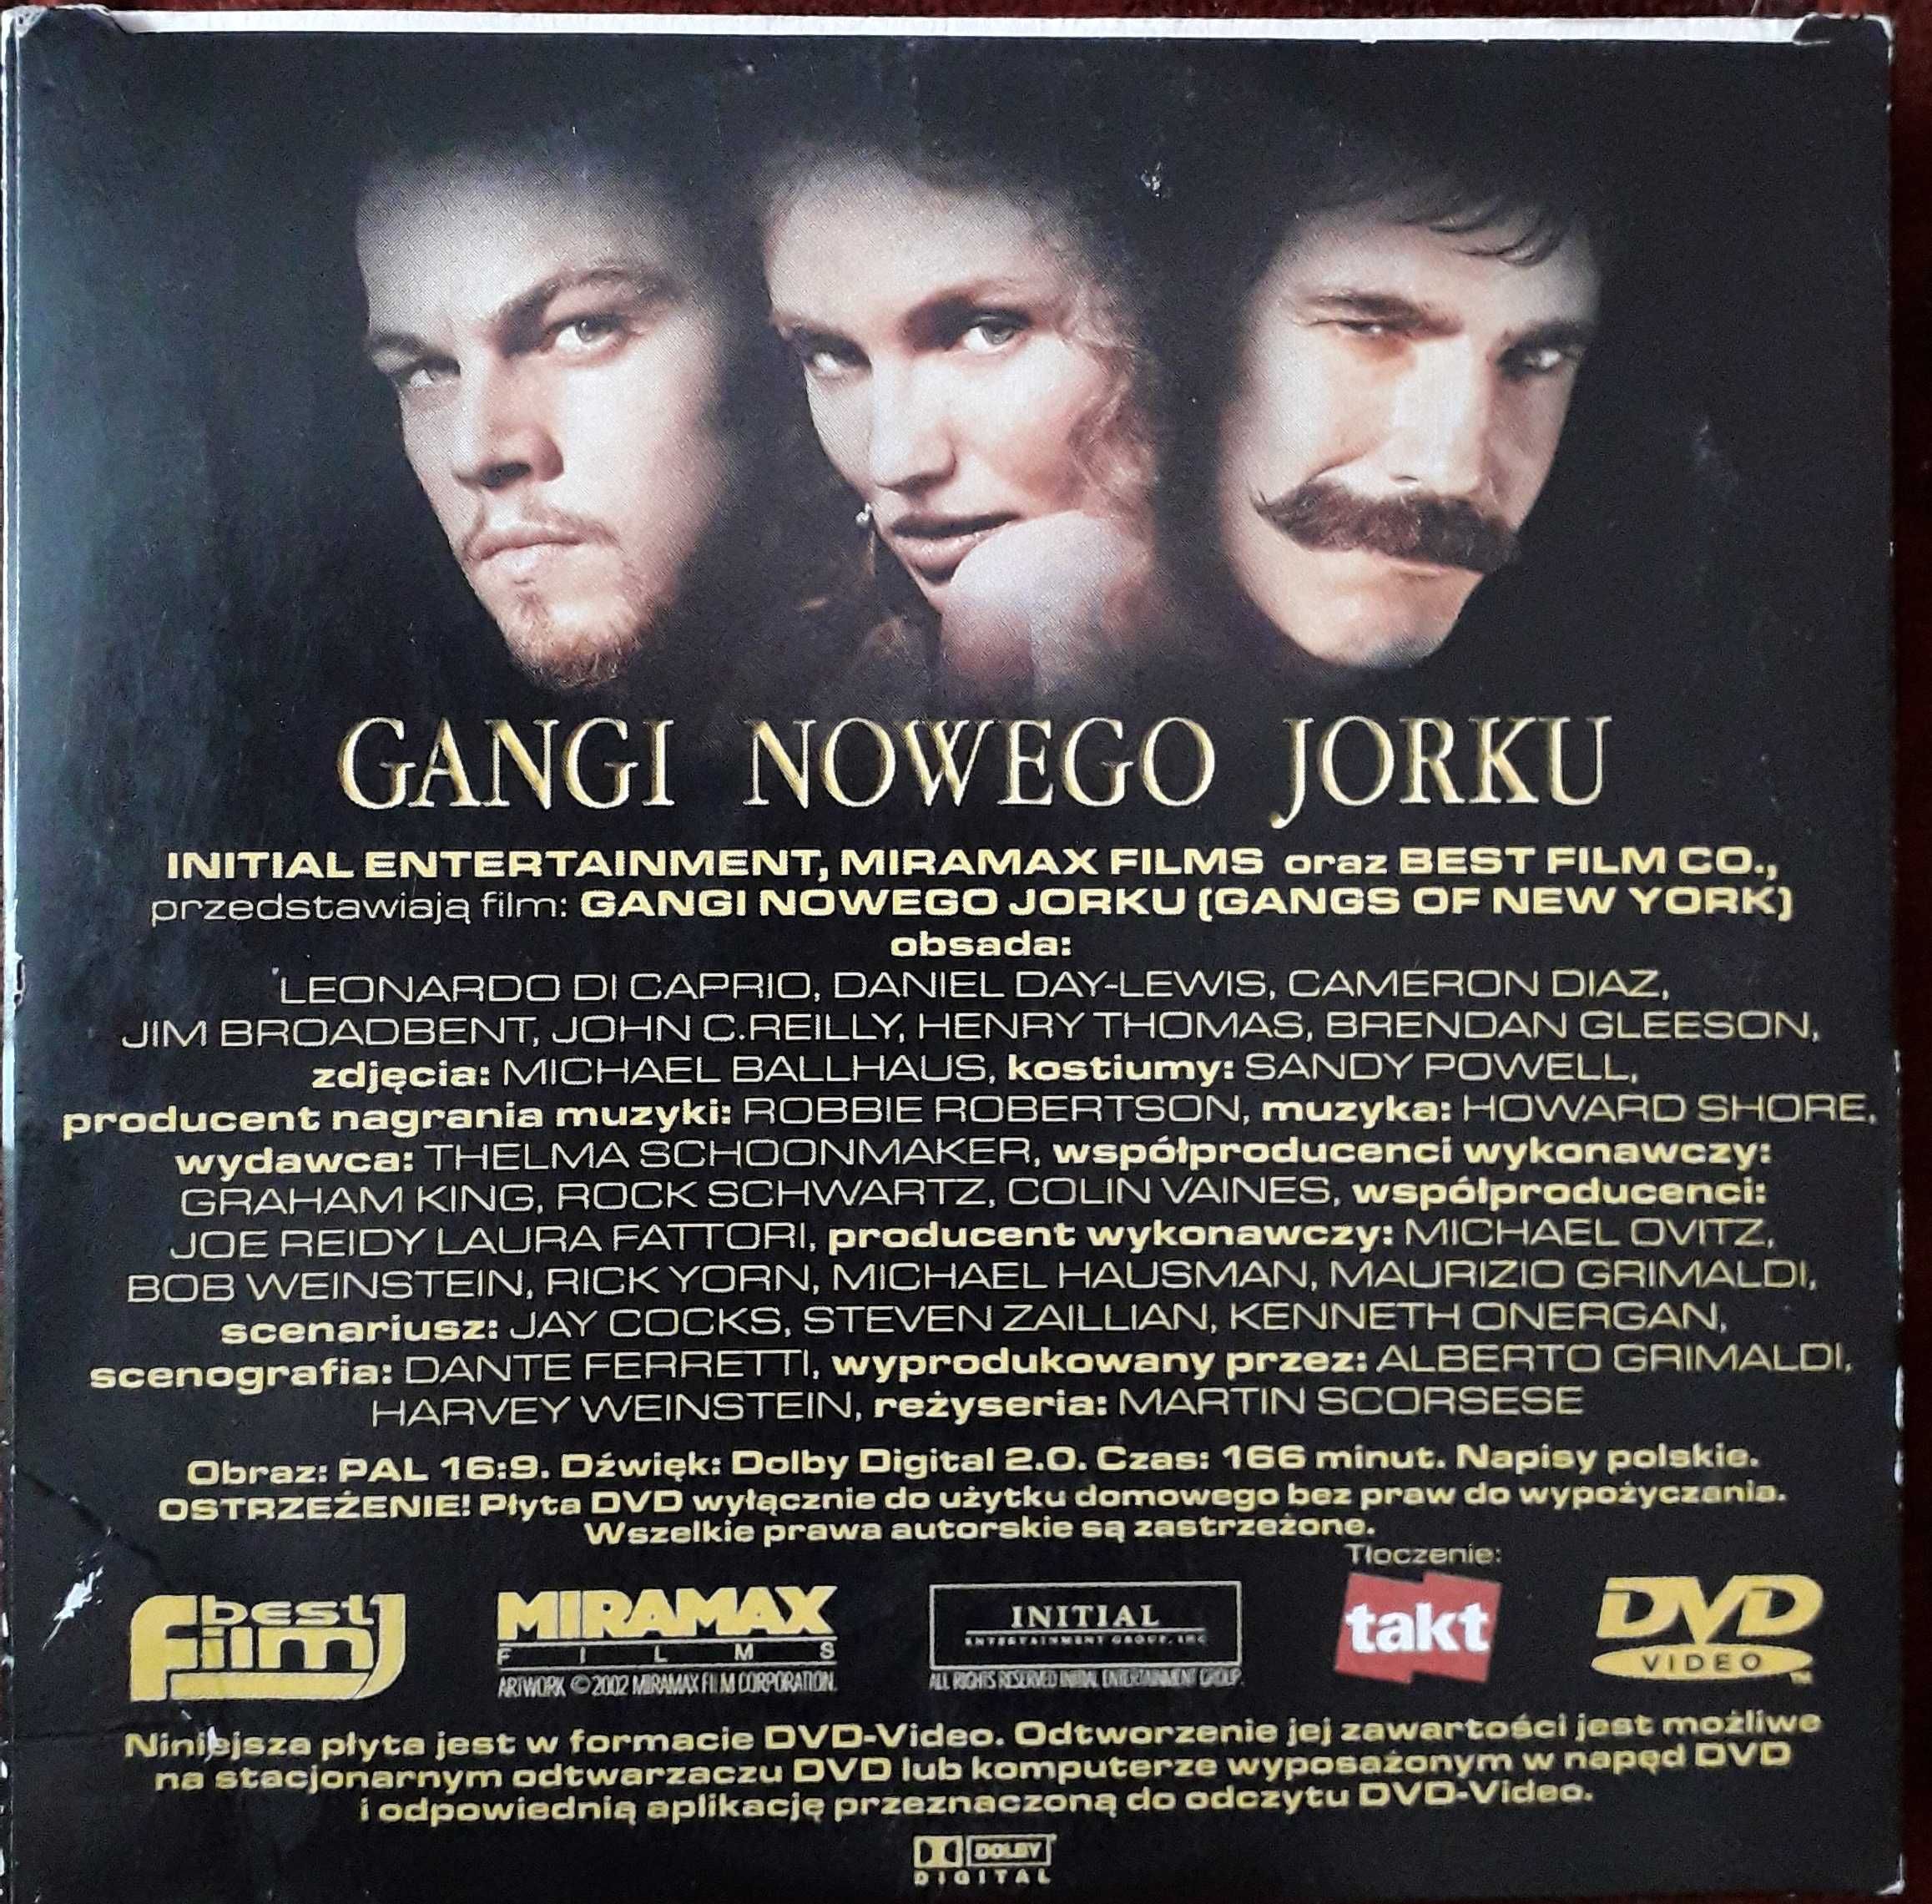 GANGI NOWEGO JORKU
INITIAL ENTERTAINMENT, MIRAMAX FILMS oraz BEST FILM CO.,
przedstawiają film: GANGI NOWEGO JORKU (GANGS OF NEW YORK)
obsada:
LEONARDO DI CAPRIO, DANIEL DAY-LEWIS, CAMERON DIAZ,
JIM BROADBENT, JOHN C.REILLY, HENRY THOMAS, BRENDAN GLEESON,
zdjęcia: MICHAEL BALLHAUS, kostiumy: SANDY POWELL,
producent nagrania muzyki: ROBBIE ROBERTSON, muzyka: HOWARD SHORE,
wydawca: THELMA SCHOONMAKER, współproducenci wykonawczy:
GRAHAM KING, ROCK SCHWARTZ, COLIN VAINES, współproducenci:
JOE REIDY LAURA FATTORI, producent wykonawczy: MICHAEL OVITZ,
BOB WEINSTEIN, RICK YORN, MICHAEL HAUSMAN, MAURIZIO GRIMALDI,
scenariusz: JAY COCKS, STEVEN ZAILLIAN, KENNETH ONERGAN,
scenografia: DANTE FERRETTI, wyprodukowany przez: ALBERTO GRIMALDI,
HARVEY WEINSTEIN, reżyseria: MARTIN SCORSESE
Obraz: PAL 16:9. Dźwięk: Dolby Digital 2.0. Czas: 166 minut. Napisy polskie.
OSTRZEŻENIE! Płyta DVD wyłącznie do użytku domowego bez praw do wypożyczania.
Wszelkie prawa autorskie są zastrzeżone.
Tłoczenie:
best film
MIRAMAX
FILMS
ARTWORK ©2002 MIRAMAX FILM CORPORATION.
INITIAL
ENTERTAINMENT GROUP, INC
ALL RIGHTS RESERVED INITIAL ENTERTAINMENT GROUP.
takt
DVD
VIDEO
TM
Niniejsza płyta jest w formacie DVD-Video. Odtworzenie jej zawartości jest możliwe
na stacjonarnym odtwarzaczu DVD lub komputerze wyposażonym w napęd DVD
i odpowiednią aplikację przeznaczoną do odczytu DVD-Video.
DOLBY
DIGITAL